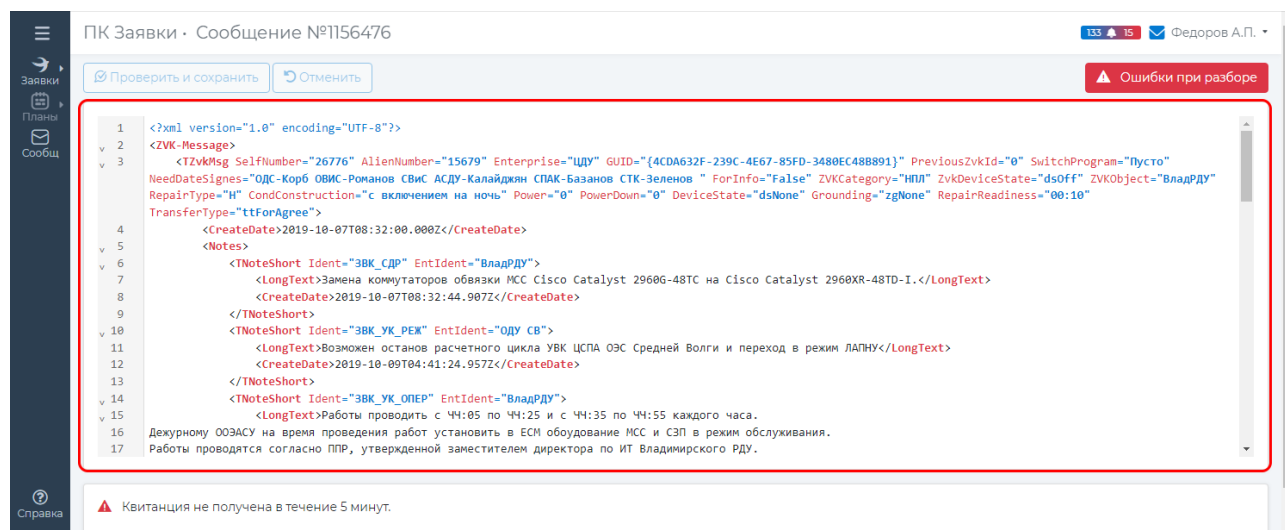 ПК Заявки • Сообщение №1156476
133 15 Федоров А.П.
Заявки
Планы
Сообщ
Проверить и сохранить Отменить
Ошибки при разборе
1 <?xml version="1.0" encoding="UTF-8"?>
2 <ZVK-Message>
3 <TZvkMsg SelfNumber="26776" AlienNumber="15679" Enterprise="ЦДУ" GUID="{4CDA632F-239C-4E67-85FD-3480EC48B891}" PreviousZvkId="0" SwitchProgram="Пусто"
NeedDateSignes="ОДС-Корб ОВИС-Романов СВиС АСДУ-Калайджян СПАК-Базанов СТК-Зеленов " ForInfo="False" ZVKCategory="НПЛ" ZvkDeviceState="dsOff" ZVKObject="ВладРДУ"
RepairType="Н" CondConstruction="с включением на ночь" Power="0" PowerDown="0" DeviceState="dsNone" Grounding="zgNone" RepairReadiness="00:10"
TransferType="ttForAgree">
4 <CreateDate>2019-10-07T08:32:00.000Z</CreateDate>
5 <Notes>
6 <TNoteShort Ident="ЗВК_СДР" EntIdent="ВладРДУ">
7 <LongText>Замена коммутаторов обвязки МСС Cisco Catalyst 2960G-48TC на Cisco Catalyst 2960XR-48TD-I.</LongText>
8 <CreateDate>2019-10-07T08:32:44.907Z</CreateDate>
9 </TNoteShort>
10 <TNoteShort Ident="ЗВК_УК_РЕЖ" EntIdent="ОДУ СВ">
11 <LongText>Возможен останов расчетного цикла УВК ЦСПА ОЭС Средней Волги и переход в режим ЛАПНУ</LongText>
12 <CreateDate>2019-10-09T04:41:24.957Z</CreateDate>
13 </TNoteShort>
14 <TNoteShort Ident="ЗВК_УК_ОПЕР" EntIdent="ВладРДУ">
15 <LongText>Работы проводить с ЧЧ:05 по ЧЧ:25 и с ЧЧ:35 по ЧЧ:55 каждого часа.
16 Дежурному ООЭАСУ на время проведения работ установить в ЕСМ обоудование МСС и СЗП в режим обслуживания.
17 Работы проводятся согласно ППР, утвержденной заместителем директора по ИТ Владимирского РДУ.
Справка
Квитанция не получена в течение 5 минут.